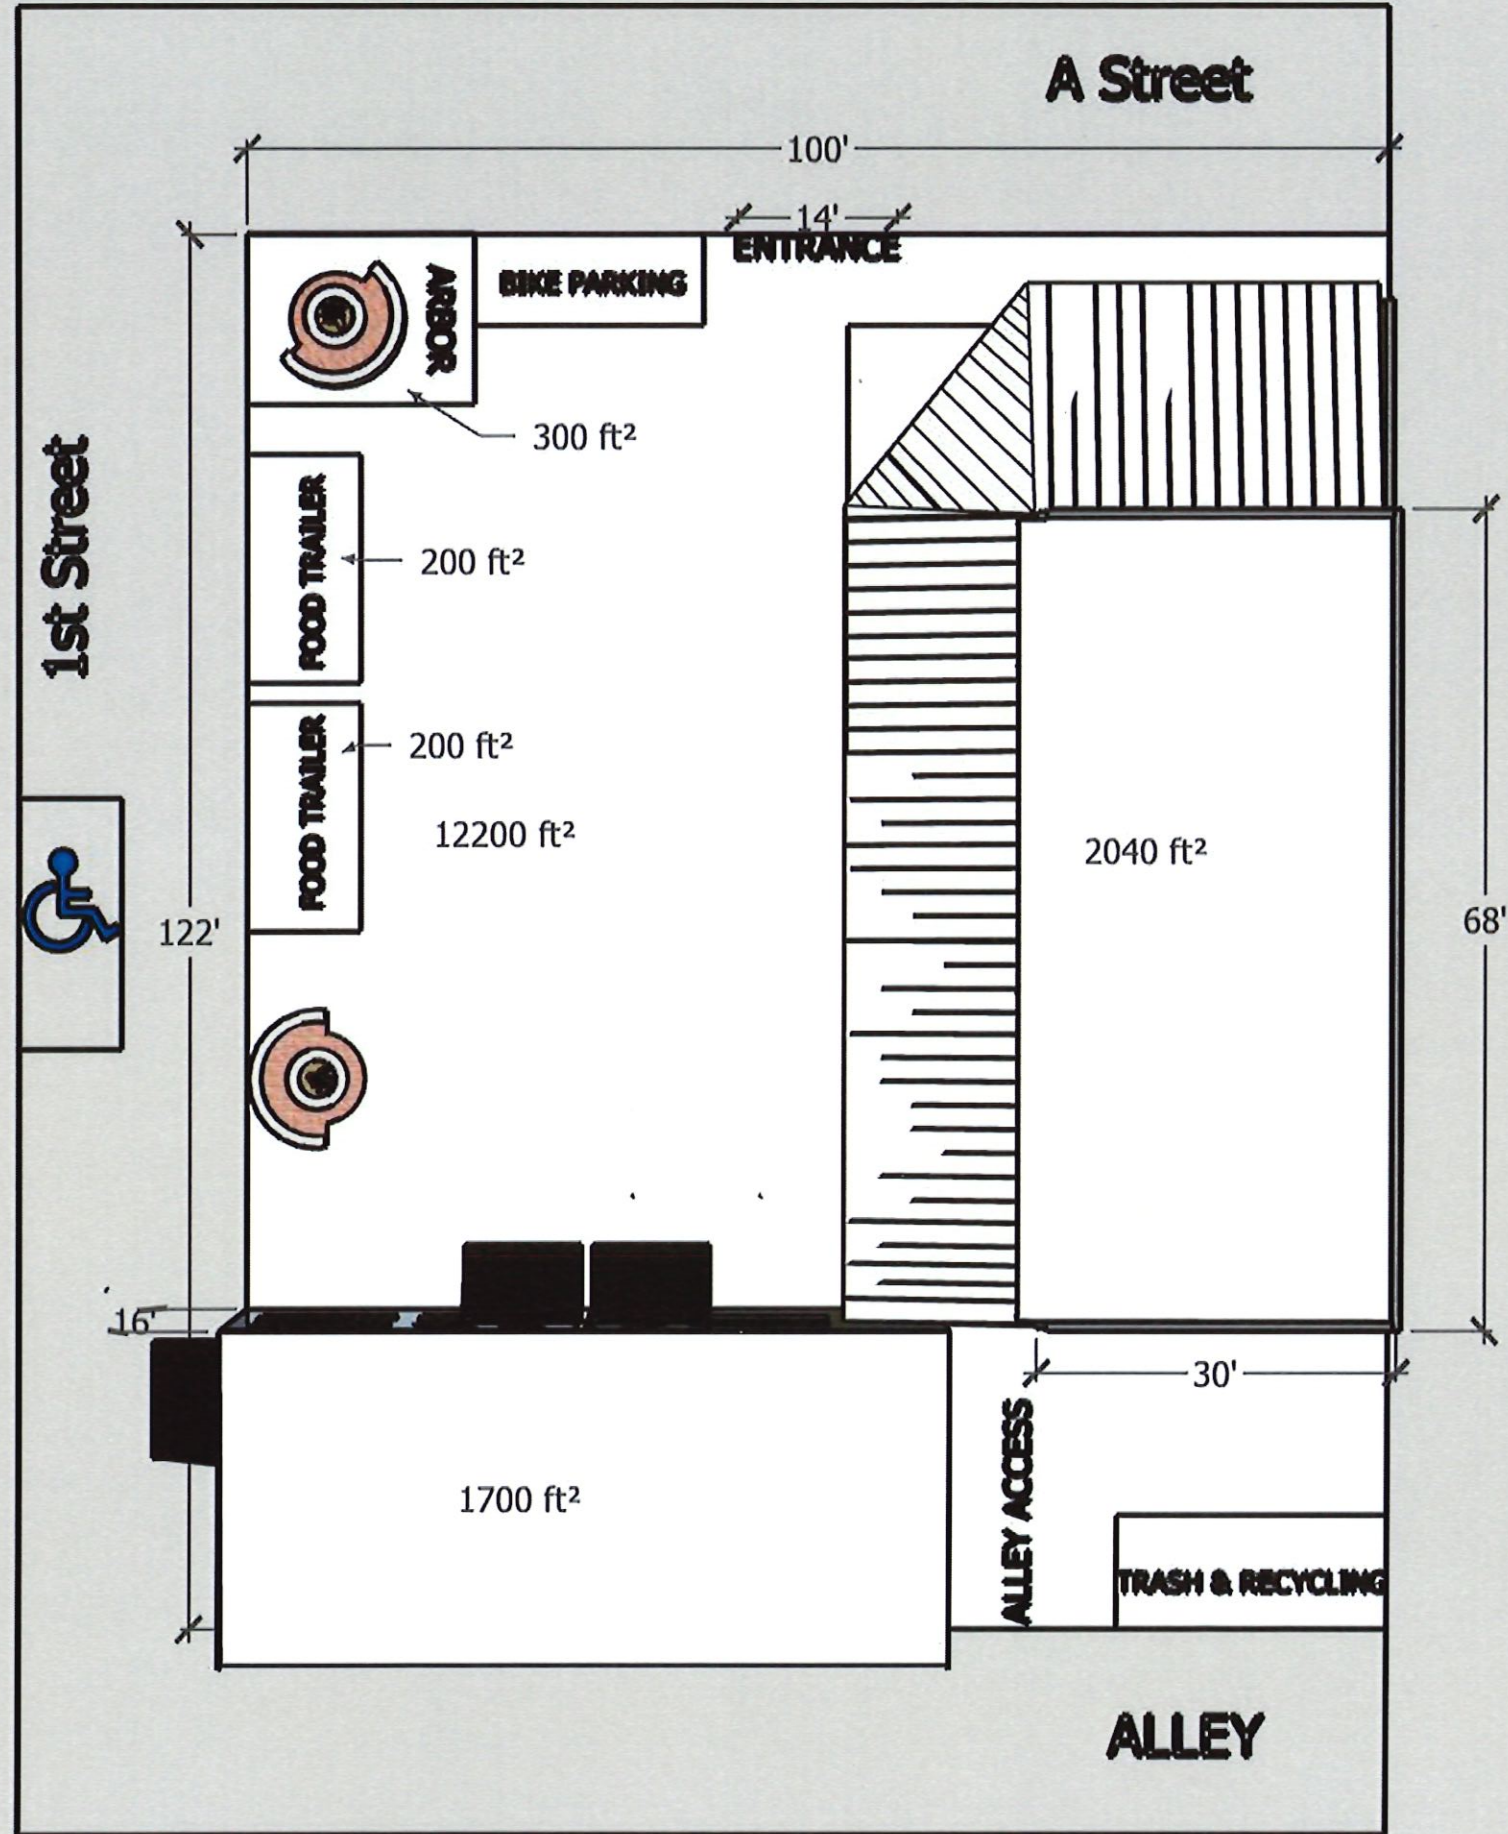 A Street
100'
14'
ENTRANCE
BIKE PARKING
ARBOR
300 ft²
1st Street
FOOD TRAILER
200 ft²
FOOD TRAILER
200 ft²
12200 ft²
2040 ft²
122'
68'
16'
30'
ALLEY ACCESS
1700 ft²
TRASH & RECYCLING
ALLEY